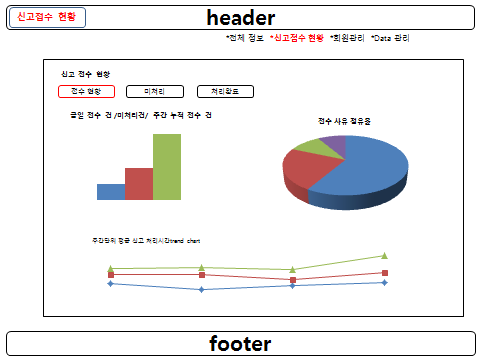 신고접수 현황
header
*전체 정보 *신고접수 현황 *회원관리 *Data 관리
신고 접수 현황
접수 현황 미처리 처리완료
금일 접수 건 /미처리건/ 주간 누적 접수 건
접수 사유 점유율
주간단위 평균 신고 처리시간trend chart
footer